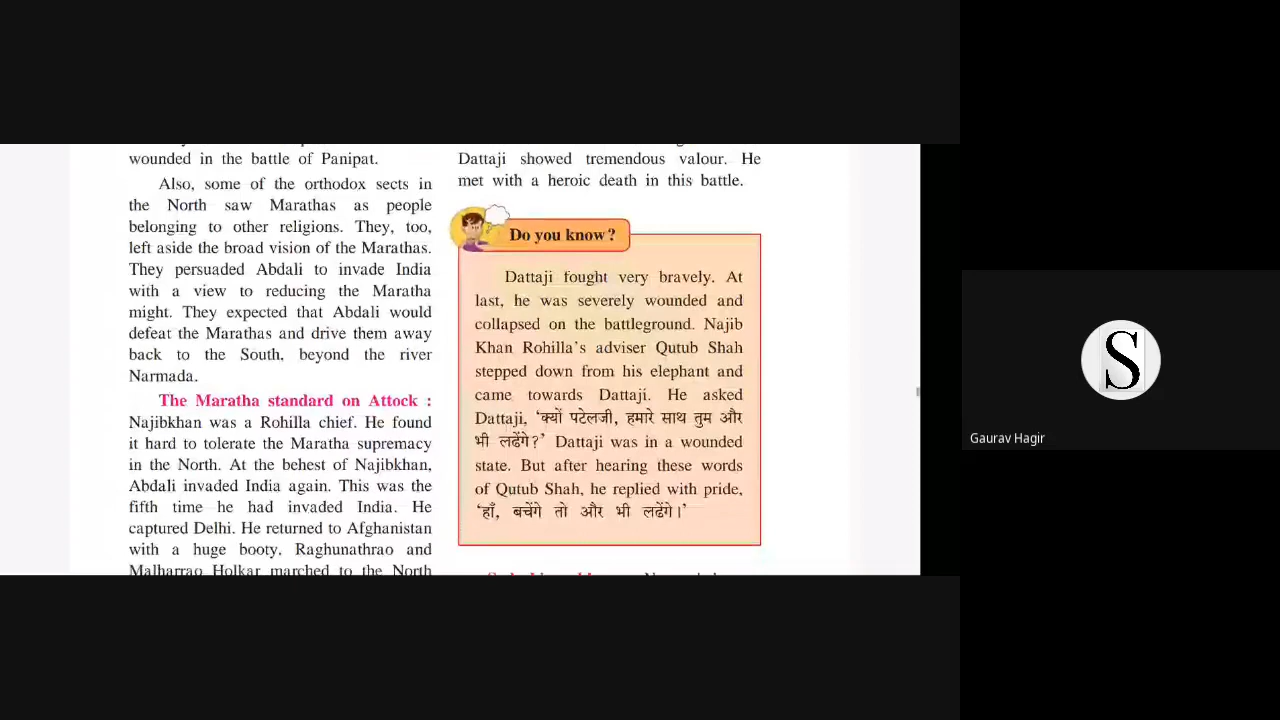 wounded in the battle of Panipat.
Also, some of the orthodox sects in
the North saw Marathas as people
belonging to other religions. They, too,
left aside the broad vision of the Marathas.
They persuaded Abdali to invade India
with a view to reducing the Maratha
might. They expected that Abdali would
defeat the Marathas and drive them away
back to the South, beyond the river
Narmada.
The Maratha standard on Attock :
Najibkhan was a Rohilla chief. He found
it hard to tolerate the Maratha supremacy
in the North. At the behest of Najibkhan,
Abdali invaded India again. This was the
fifth time he had invaded India. He
captured Delhi. He returned to Afghanistan
with a huge booty. Raghunathrao and
Malharrao Holkar marched to the North
Dattaji showed tremendous valour. He
met with a heroic death in this battle.
Do you know?
Dattaji fought very bravely. At
last, he was severely wounded and
collapsed on the battleground. Najib
Khan Rohilla's adviser Qutub Shah
stepped down from his elephant and
came towards Dattaji. He asked
Dattaji, 'क्यों पटेलजी, हमारे साथ तुम और
भी लढेंगे?' Dattaji was in a wounded
state. But after hearing these words
of Qutub Shah, he replied with pride,
'हाँ, बचेंगे तो और भी लढेंगे।'
S
Gaurav Hagir